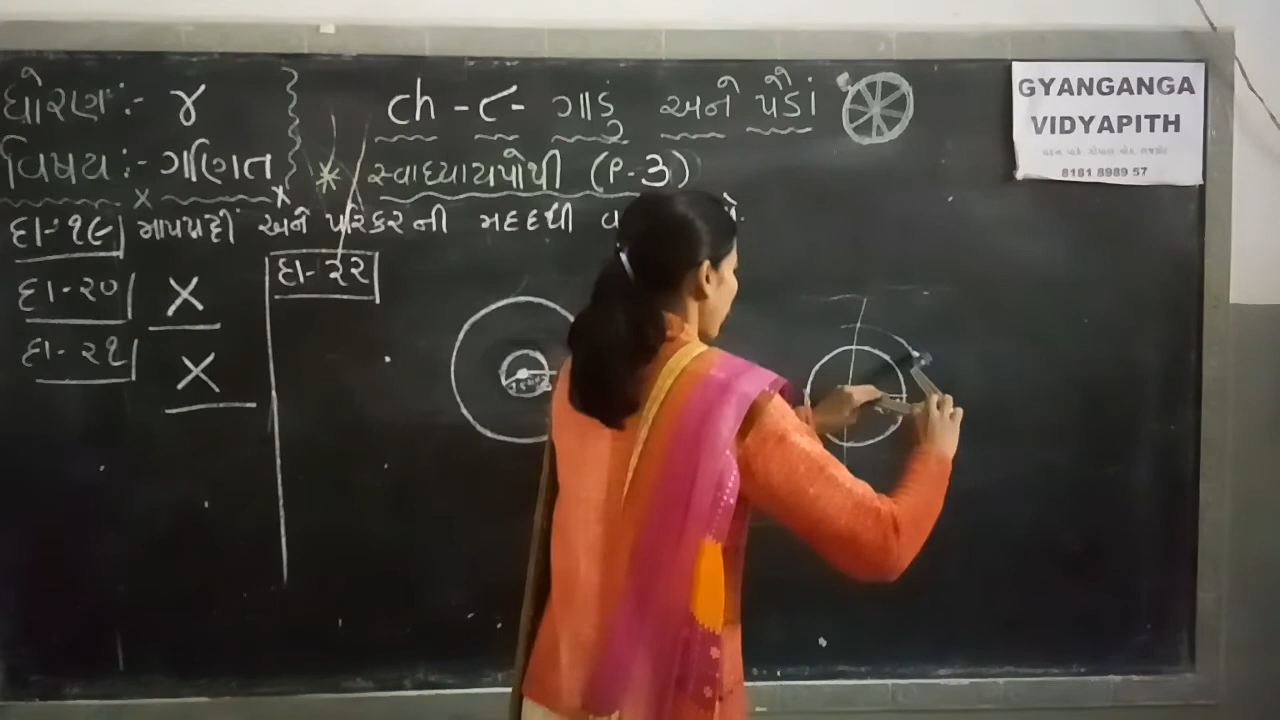 ધોરણ :- ૪
ch - ૮ - ગાડું અને પૈડાં
વિષય :- ગણિત
* સ્વાધ્યાયપોથી (P-3)
દા-૧૯ માપપટ્ટી અને પરિકરની મદદથી
દા-૨૦ X
દા-૨૧ X
દા-૨૨
GYANGANGA
VIDYAPITH
8181 8989 57